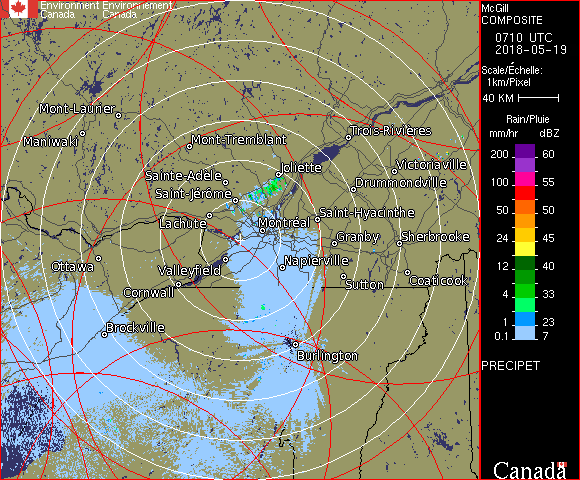 Environment Environnement
Canada Canada
McGill
COMPOSITE
0710 UTC
2018-05-19
Scale/Échelle:
1km/Pixel
40 KM
Rain/Pluie
mm/hr dBZ
200 60
100 55
50 50
24 45
12 40
8 33
4 30
1 23
0.1 7
PRECIPET
Canada
Mont-Laurier
Maniwaki
Mont-Tremblant
Trois-Rivières
Sainte-Adèle
Joliette
Victoriaville
Saint-Jérôme
Drummondville
Lachute
Montréal
Saint-Hyacinthe
Granby
Sherbrooke
Ottawa
Valleyfield
Napierville
Cornwall
Sutton
Coaticook
Brockville
Burlington